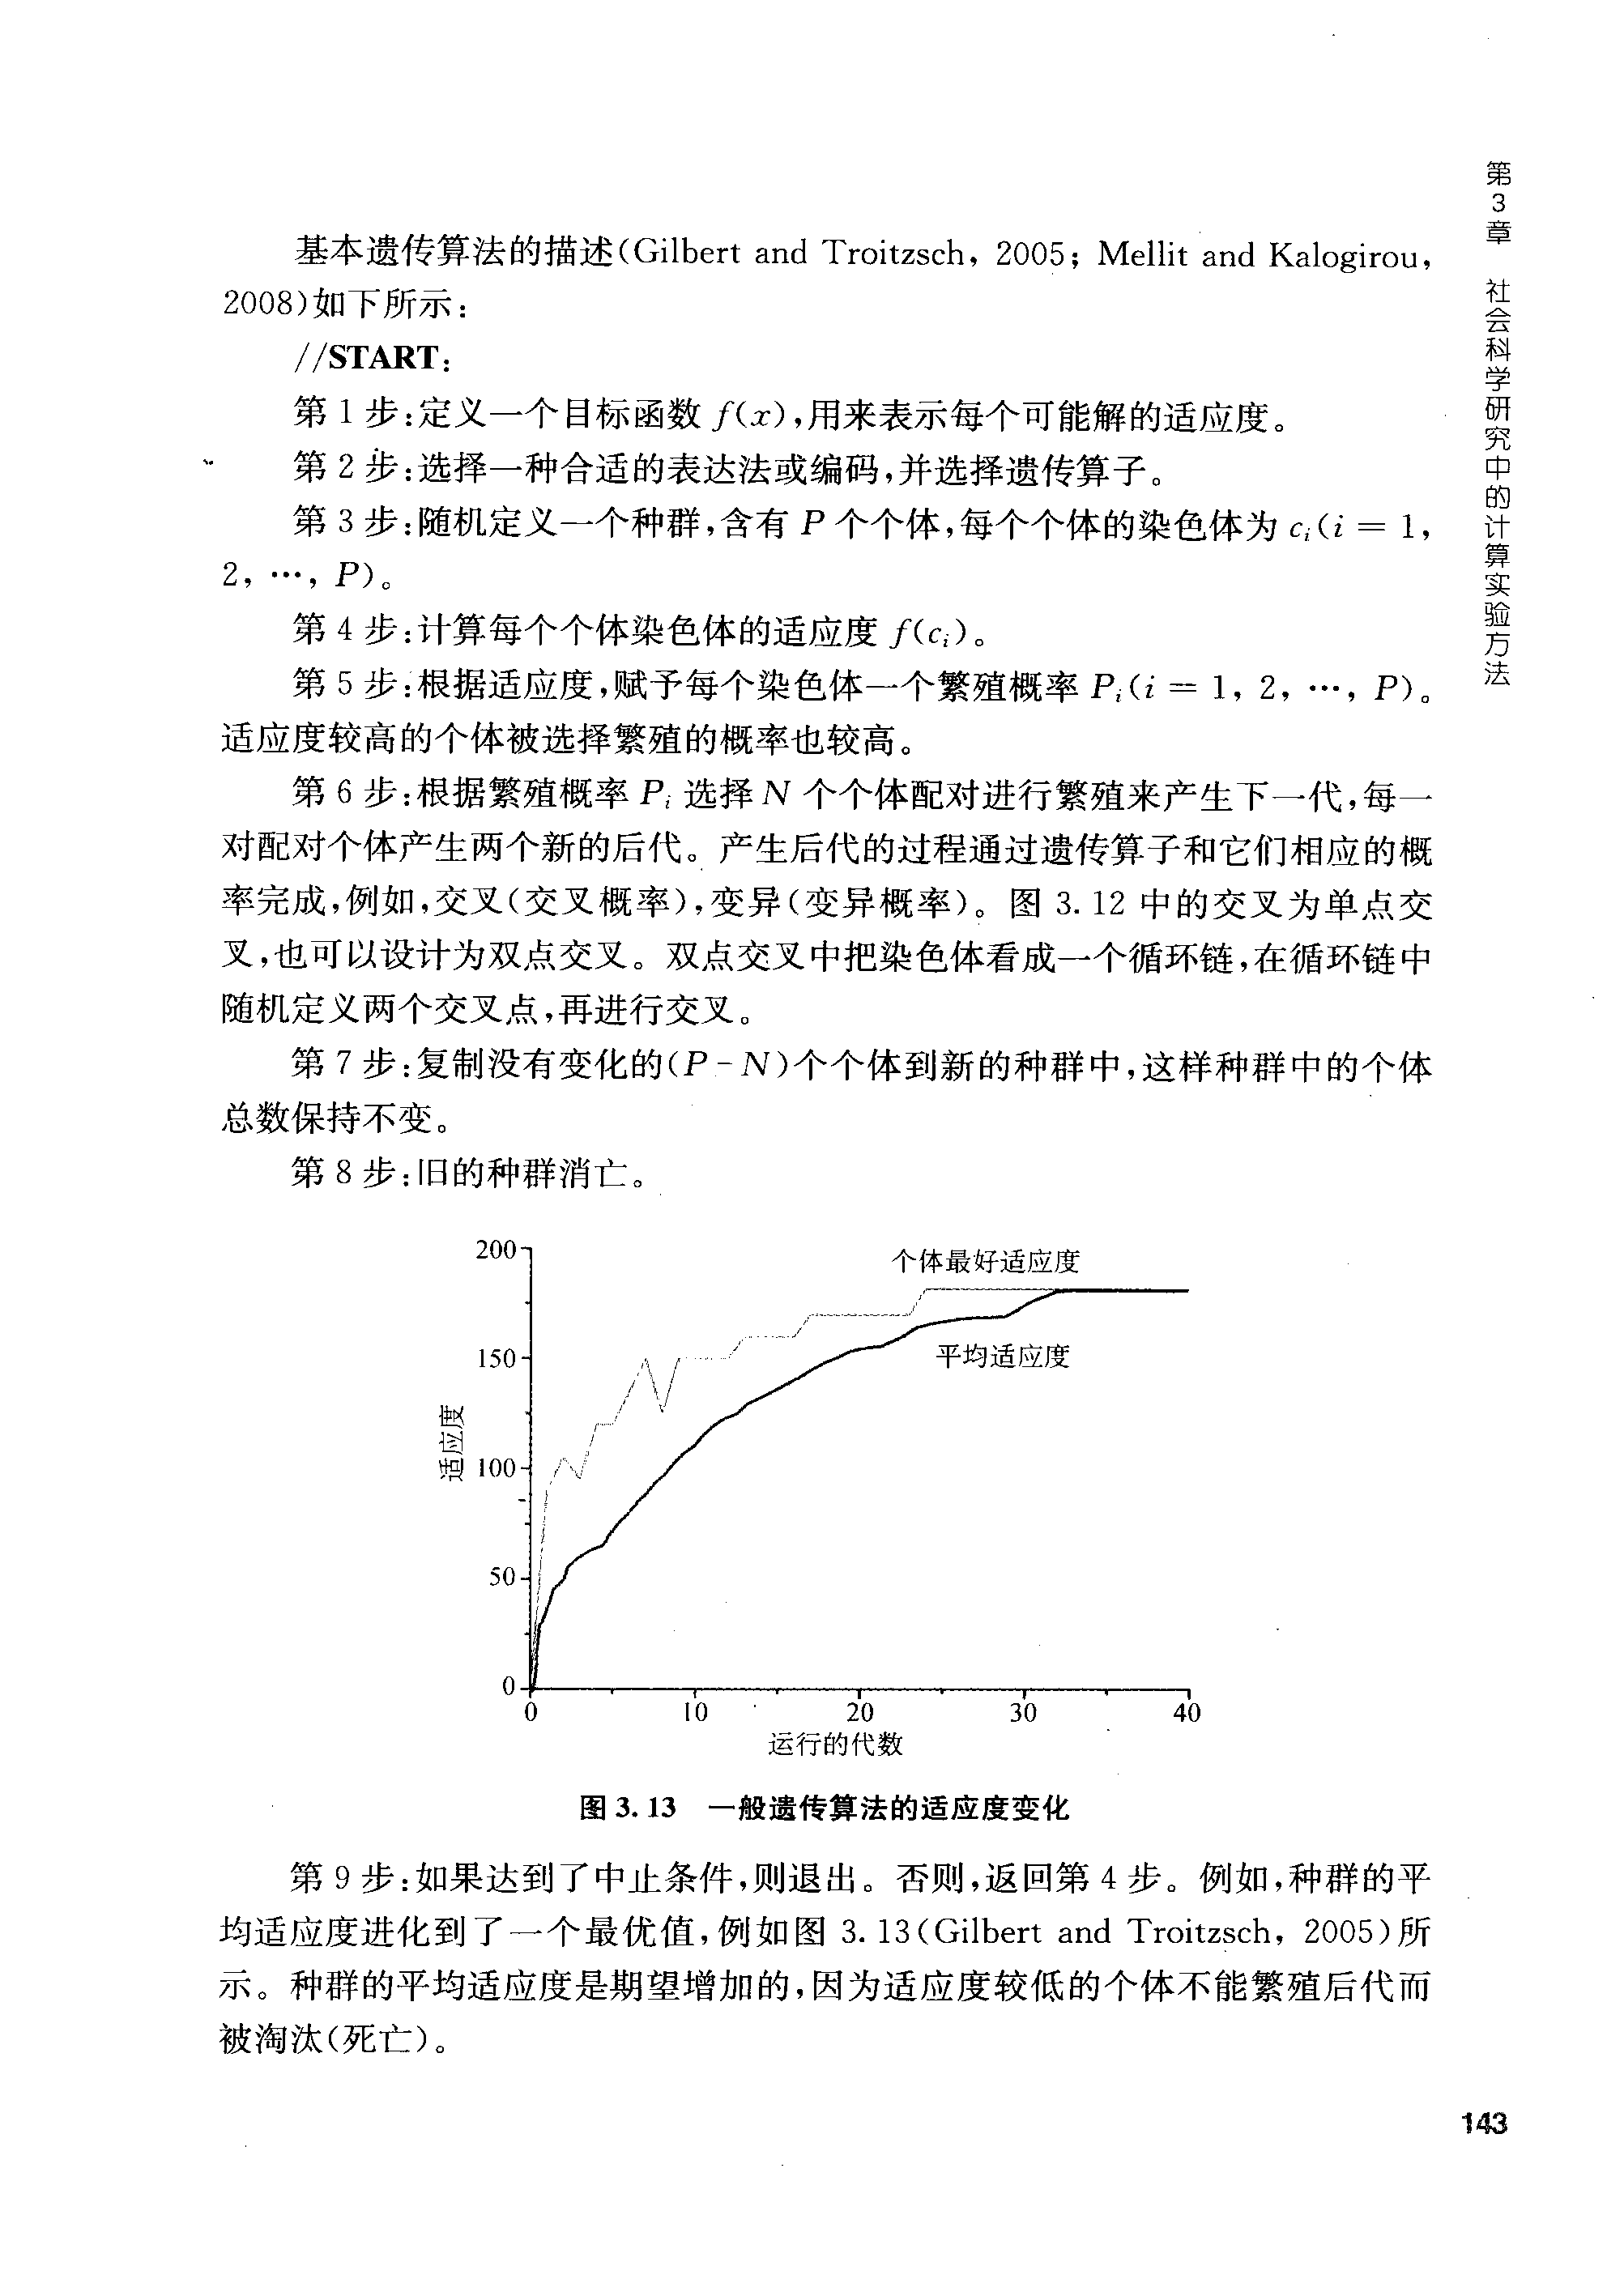 第3章 社会科学研究中的计算实验方法
基本遗传算法的描述(Gilbert and Troitzsch, 2005; Mellit and Kalogirou,
2008)如下所示:
//START:
第 1 步:定义一个目标函数 f(x),用来表示每个可能解的适应度。
第 2 步:选择一种合适的表达法或编码,并选择遗传算子。
第 3 步:随机定义一个种群,含有 P 个个体,每个个体的染色体为 cᵢ(i = 1,
2, …, P)。
第 4 步:计算每个个体染色体的适应度 f(cᵢ)。
第 5 步:根据适应度,赋予每个染色体一个繁殖概率 Pᵢ(i = 1, 2, …, P)。
适应度较高的个体被选择繁殖的概率也较高。
第 6 步:根据繁殖概率 Pᵢ 选择 N 个个体配对进行繁殖来产生下一代,每一
对配对个体产生两个新的后代。产生后代的过程通过遗传算子和它们相应的概
率完成,例如,交叉(交叉概率),变异(变异概率)。图 3.12 中的交叉为单点交
叉,也可以设计为双点交叉。双点交叉中把染色体看成一个循环链,在循环链中
随机定义两个交叉点,再进行交叉。
第 7 步:复制没有变化的(P-N)个个体到新的种群中,这样种群中的个体
总数保持不变。
第 8 步:旧的种群消亡。
200
个体最好适应度
150
平均适应度
适应度
100
50
0
0 10 20 30 40
运行的代数
图 3.13 一般遗传算法的适应度变化
第 9 步:如果达到了中止条件,则退出。否则,返回第 4 步。例如,种群的平
均适应度进化到了一个最优值,例如图 3.13(Gilbert and Troitzsch, 2005)所
示。种群的平均适应度是期望增加的,因为适应度较低的个体不能繁殖后代而
被淘汰(死亡)。
143